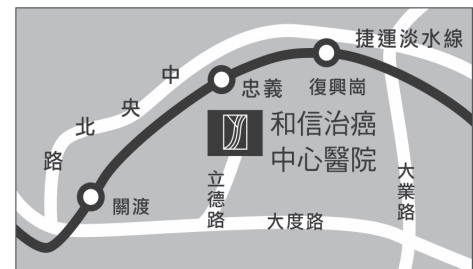 捷運淡水線
中央北路
忠義
復興崗
和信治癌
中心醫院
關渡
立德路
大度路
大業路